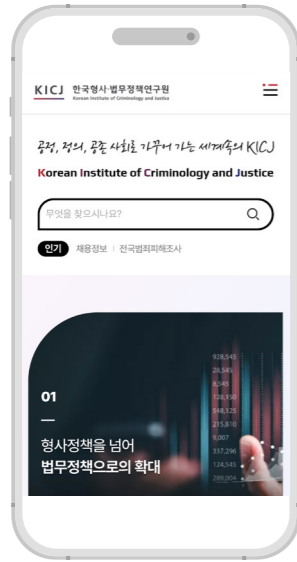 KICJ 한국형사·법무정책연구원
Korean Institute of Criminology and Justice
공정, 정의, 공존 사회로 가꾸어 가는 세계속의 KICJ
Korean Institute of Criminology and Justice
무엇을 찾으시나요?
인기 채용정보 전국범죄피해조사
928,545
28,545
8,545
128,150
548,125
215,810
9,007
337,296
124,545
289,004
01
형사정책을 넘어
법무정책으로의 확대